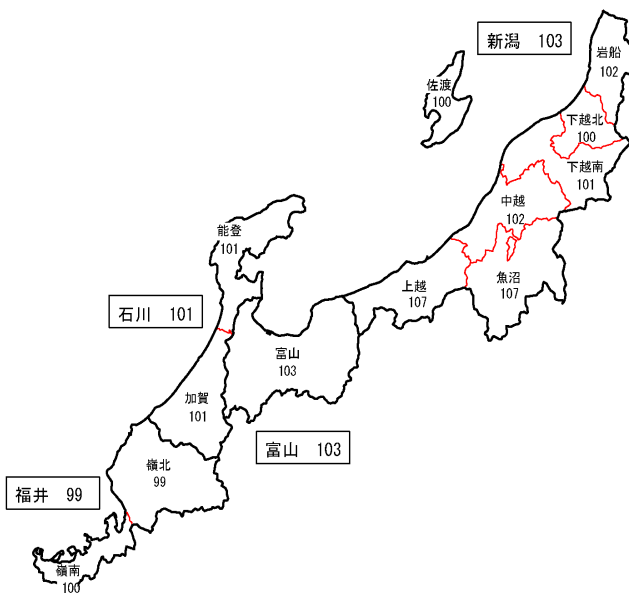 新潟 103
岩船
102
佐渡
100
下越北
100
下越南
101
中越
102
能登
101
上越
107
魚沼
107
石川 101
富山
103
加賀
101
富山 103
嶺北
99
福井 99
嶺南
100